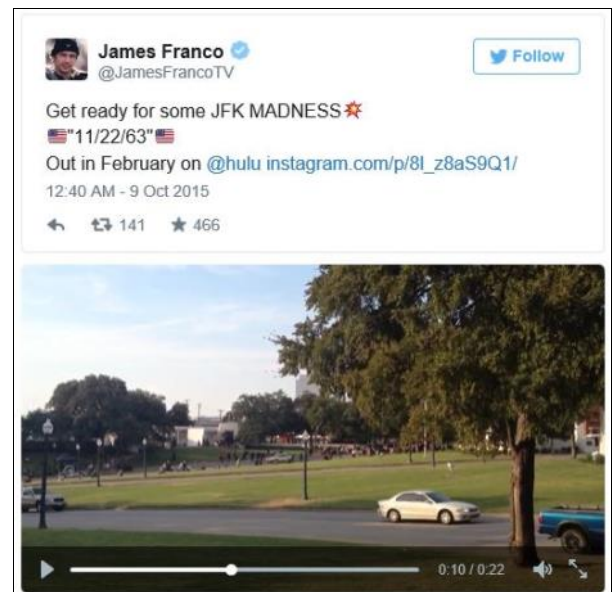 James Franco
@JamesFrancoTV
Follow
Get ready for some JFK MADNESS💥
🇺🇸"11/22/63"🇺🇸
Out in February on @hulu instagram.com/p/8I_z8aS9Q1/
12:40 AM - 9 Oct 2015
141 466
0:10 / 0:22